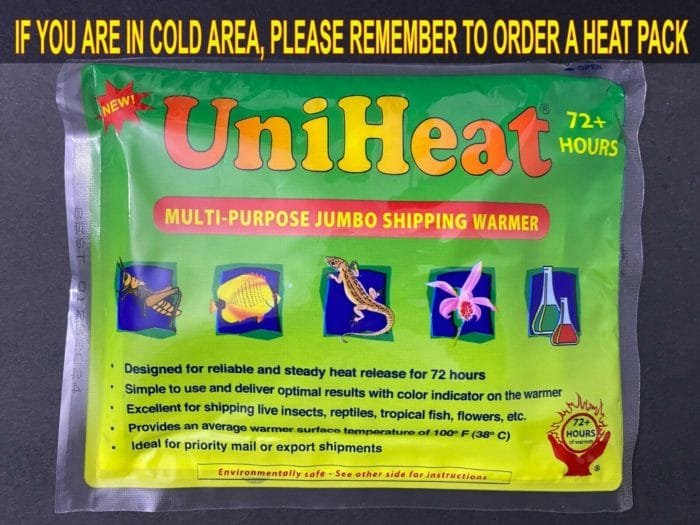 IF YOU ARE IN COLD AREA, PLEASE REMEMBER TO ORDER A HEAT PACK
OPEN
NEW!
UniHeat®
72+
HOURS
MULTI-PURPOSE JUMBO SHIPPING WARMER
· Designed for reliable and steady heat release for 72 hours
· Simple to use and deliver optimal results with color indicator on the warmer
· Excellent for shipping live insects, reptiles, tropical fish, flowers, etc.
· Provides an average warmer surface temperature of 100° F (38° C)
· Ideal for priority mail or export shipments
72+
HOURS
of warmth
®
Environmentally safe - See other side for instructions
BEST